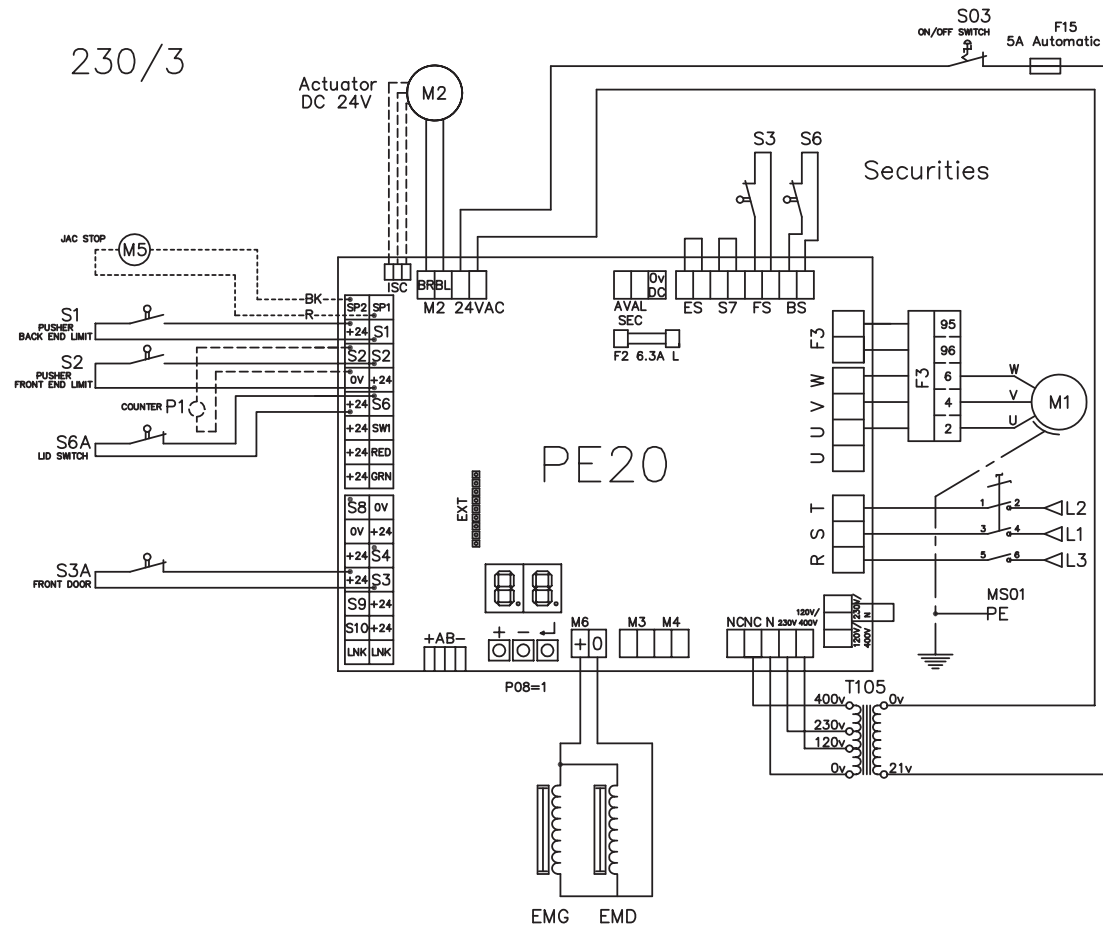 230/3
S03
ON/OFF SWITCH
F15
5A Automatic
Actuator
DC 24V
M2
S3 S6
Securities
JAC STOP
M5
BK
R
ISC
BR BL
M2 24VAC
0v
DC
AVAL
SEC
F2 6.3A L
ES S7 FS BS
S1
PUSHER
BACK END LIMIT
S2
PUSHER
FRONT END LIMIT
COUNTER P1
S6A
LID SWITCH
S3A
FRONT DOOR
SP2 SP1
+24 S1
S2 S2
0V +24
+24 S6
+24 SW1
+24 RED
+24 GRN
S8 0V
0V +24
+24 S4
+24 S3
S9 +24
S10 +24
LNK LNK
PE20
EXT
F3
W
V
U
U
F3
95
96
6
4
2
W
V
U
M1
T
S
R
1 2
3 4
5 6
L2
L1
L3
MS01
PE
8.8.
+ - ↵
+AB-
P08=1
M6
+ 0
M3 M4
NC NC N 230V 400V
120V/
120V/
400V
230V/
N
T105
400v
230v
120v
0v
0v
21v
EMG EMD